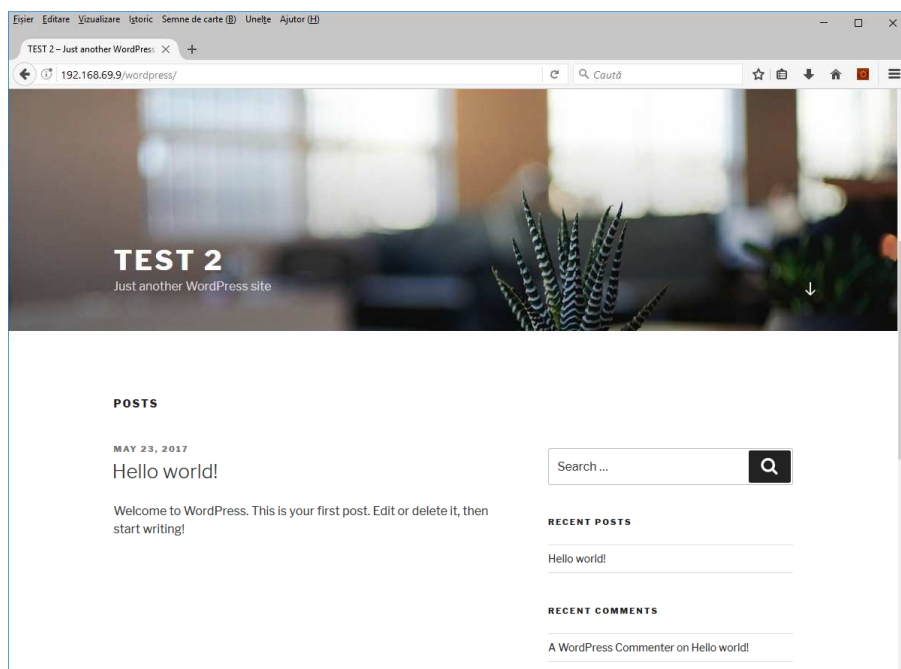 Fișier Editare Vizualizare Istoric Semne de carte (B) Unelte Ajutor (H)
TEST 2 – Just another WordPress
192.168.69.9/wordpress/
Caută
TEST 2
Just another WordPress site
POSTS
MAY 23, 2017
Hello world!
Welcome to WordPress. This is your first post. Edit or delete it, then
start writing!
Search ...
RECENT POSTS
Hello world!
RECENT COMMENTS
A WordPress Commenter on Hello world!